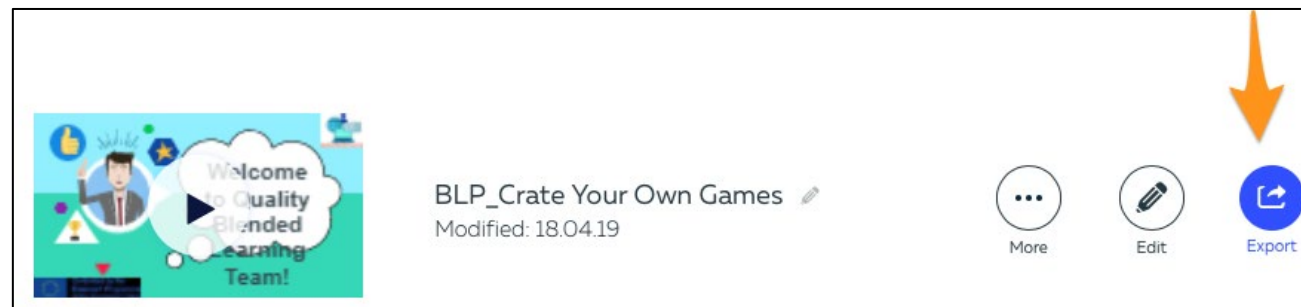 Welcome
to Quality
Blended
Learning
Team!
BLP_Crate Your Own Games
Modified: 18.04.19
More
Edit
Export